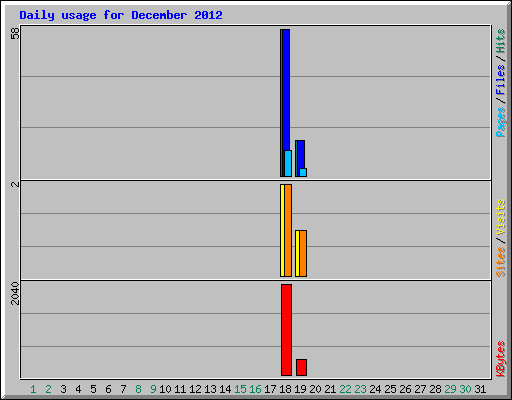 Daily usage for December 2012
58
2
2040
Pages / Files / Hits
Sites / Visits
KBytes
1 2 3 4 5 6 7 8 9 10 11 12 13 14 15 16 17 18 19 20 21 22 23 24 25 26 27 28 29 30 31